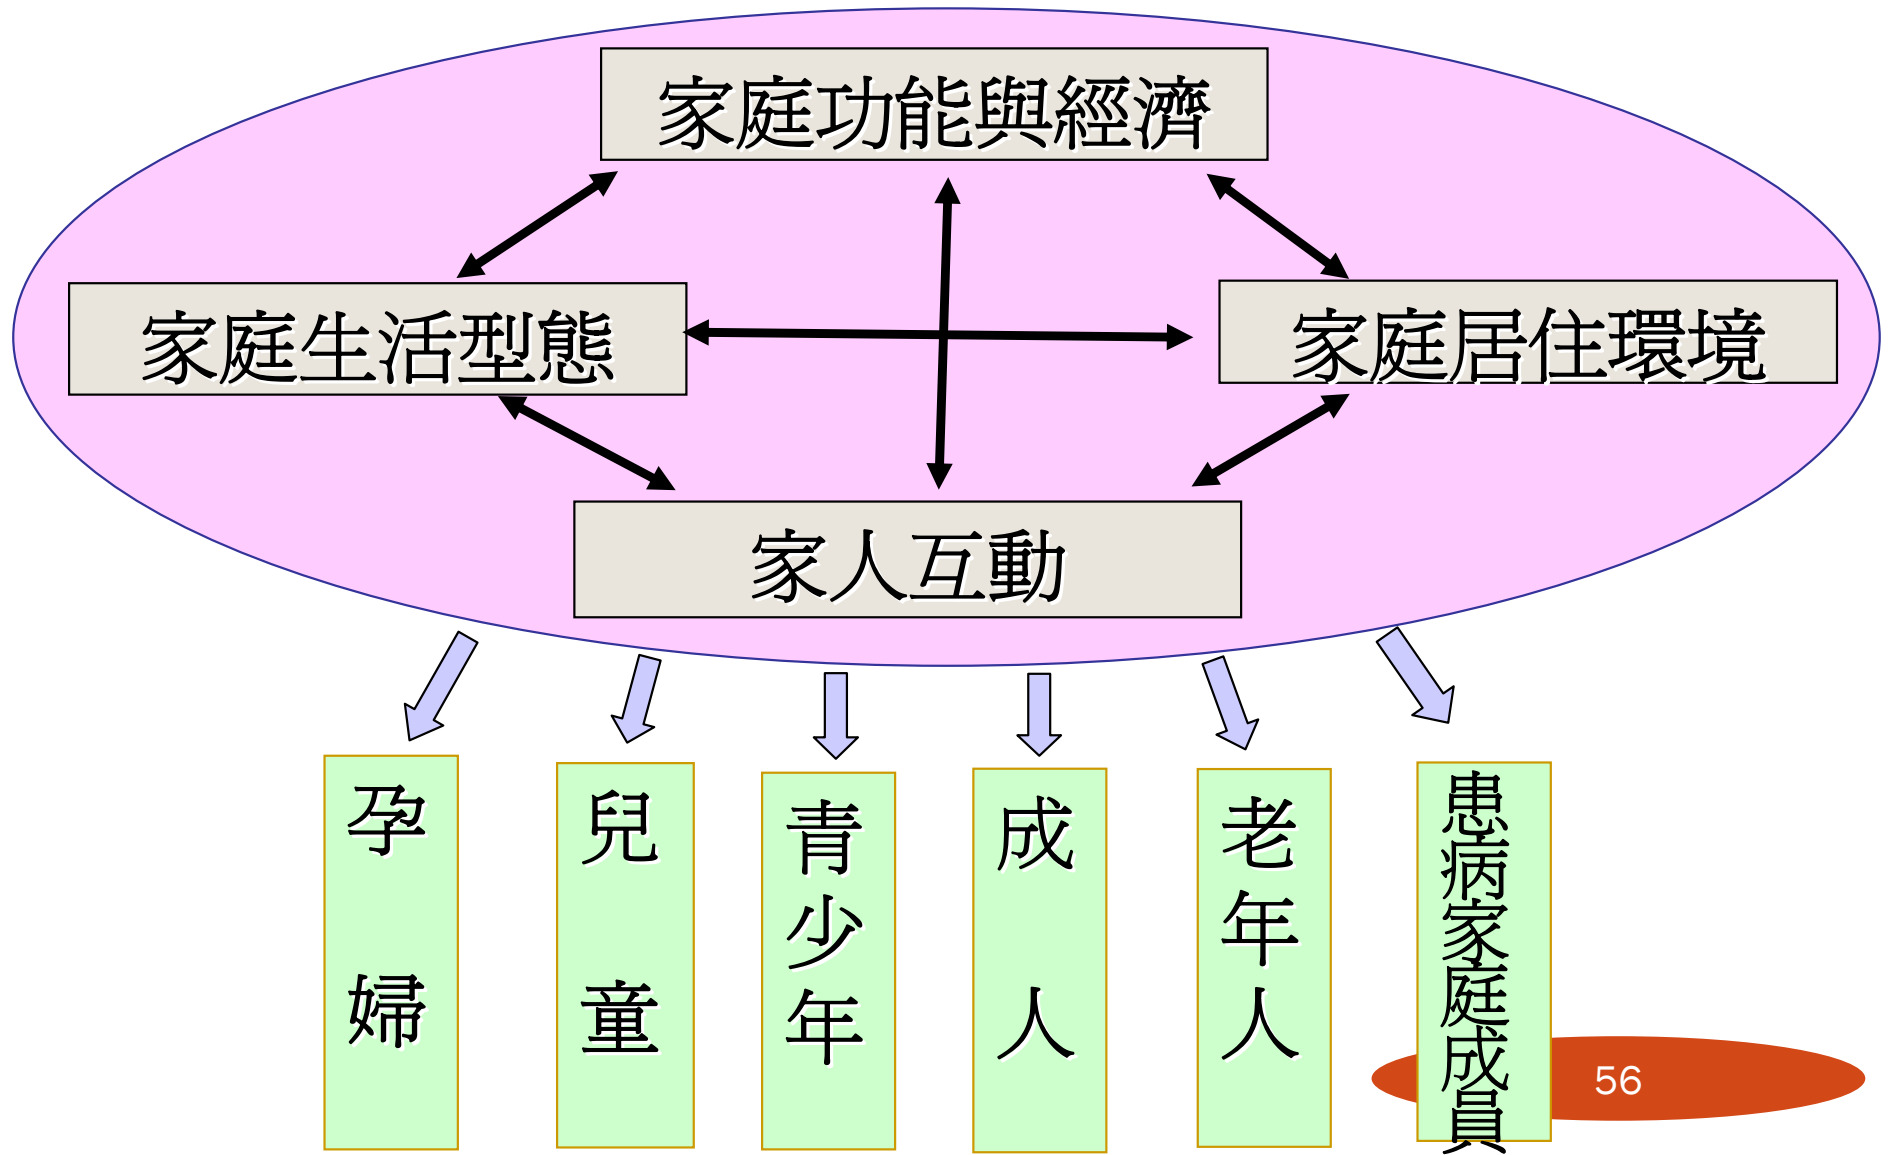 家庭功能與經濟
家庭生活型態
家庭居住環境
家人互動
孕婦
兒童
青少年
成人
老年人
患病家庭成員
56